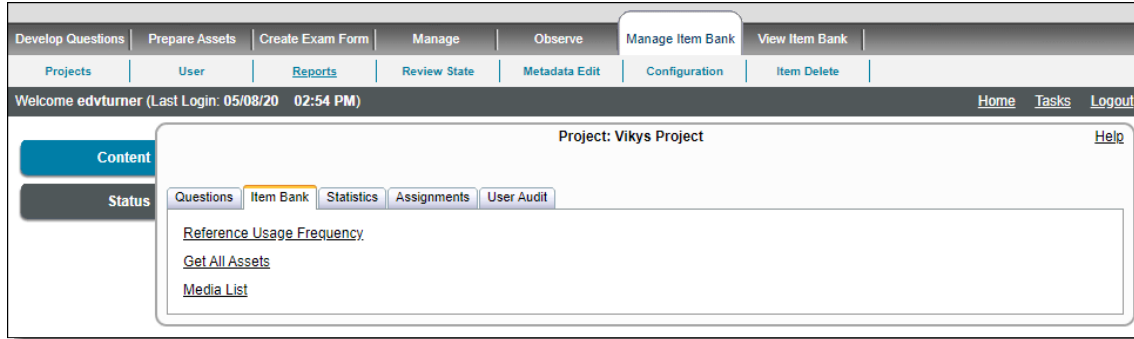 Develop Questions Prepare Assets Create Exam Form Manage Observe Manage Item Bank View Item Bank
Projects User Reports Review State Metadata Edit Configuration Item Delete
Welcome edvturner (Last Login: 05/08/20 02:54 PM) Home Tasks Logout
Project: Vikys Project Help
Content
Questions Item Bank Statistics Assignments User Audit
Status
Reference Usage Frequency
Get All Assets
Media List